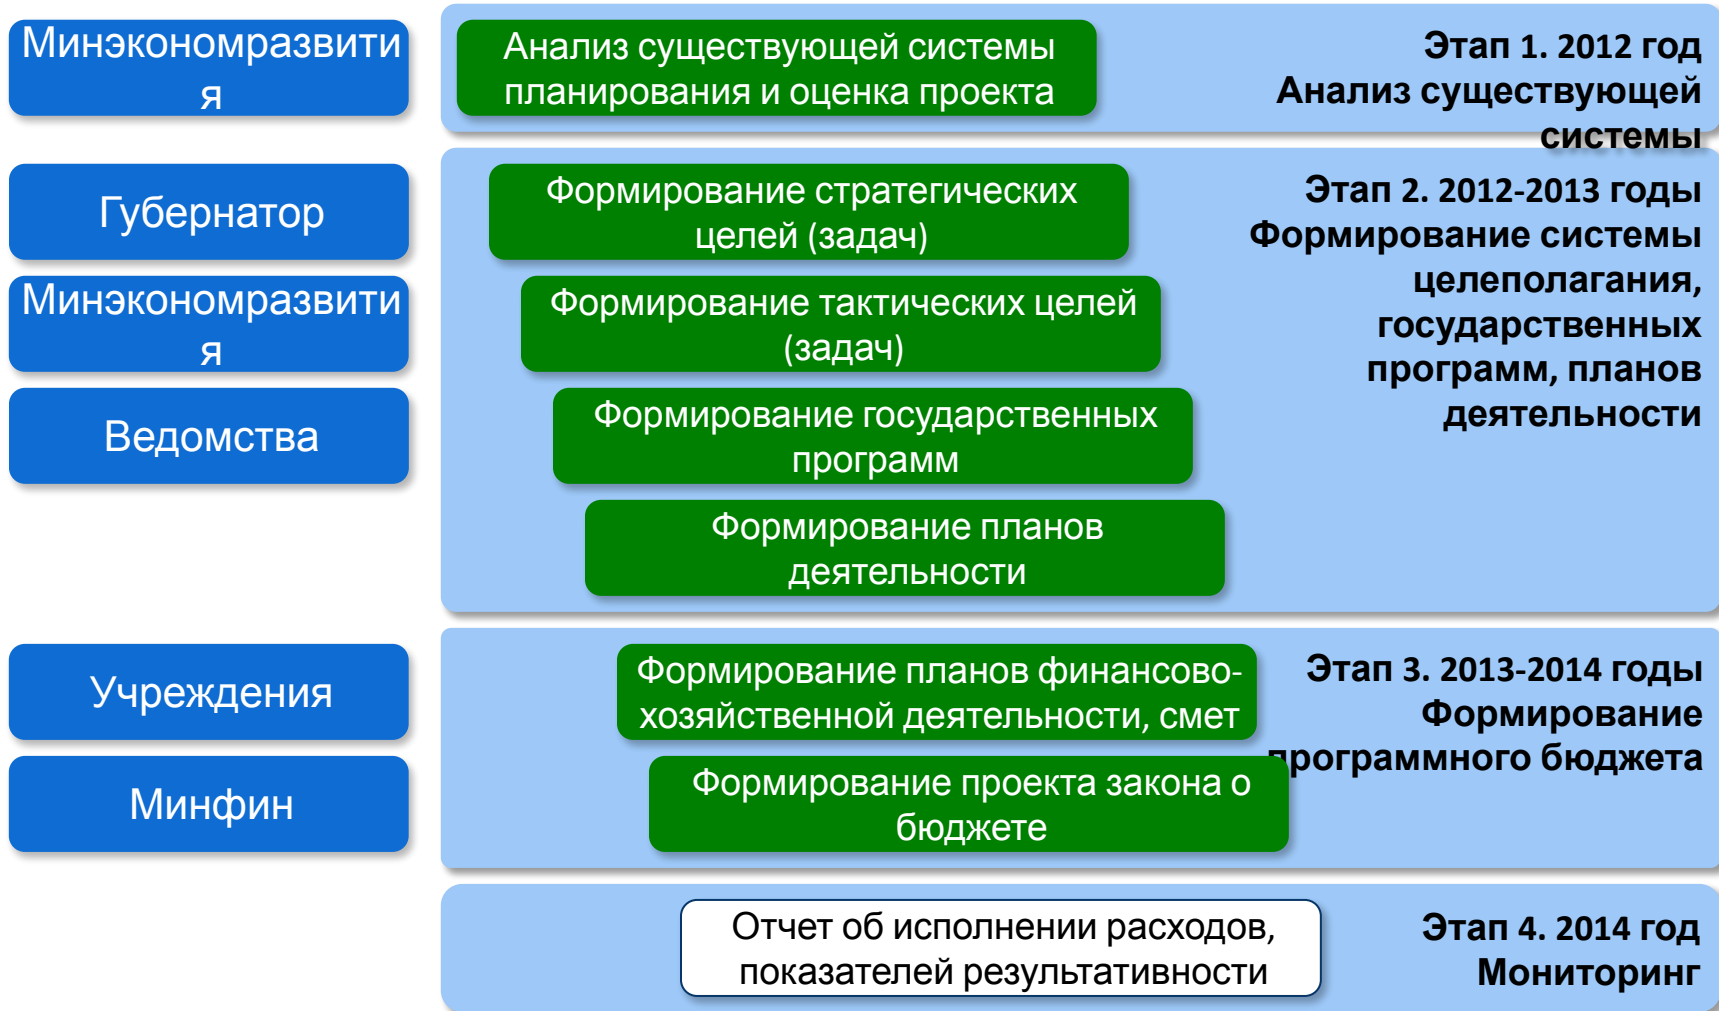 Минэкономразвити
я
Анализ существующей системы
планирования и оценка проекта
Этап 1. 2012 год
Анализ существующей
системы
Губернатор
Формирование стратегических
целей (задач)
Этап 2. 2012-2013 годы
Формирование системы
целеполагания,
государственных
программ, планов
деятельности
Минэкономразвити
я
Формирование тактических целей
(задач)
Ведомства
Формирование государственных
программ
Формирование планов
деятельности
Учреждения
Формирование планов финансово-
хозяйственной деятельности, смет
Этап 3. 2013-2014 годы
Формирование
программного бюджета
Минфин
Формирование проекта закона о
бюджете
Отчет об исполнении расходов,
показателей результативности
Этап 4. 2014 год
Мониторинг